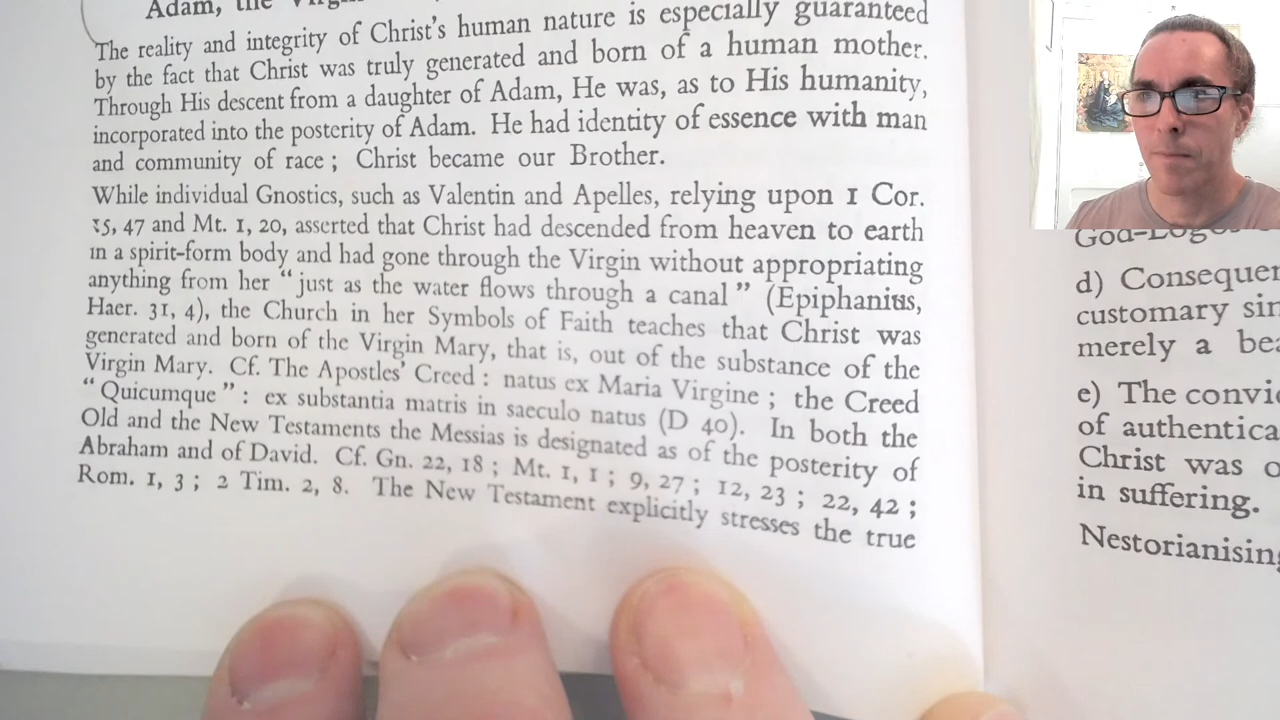 Adam, the
The reality and integrity of Christ's human nature is especially guaranteed
by the fact that Christ was truly generated and born of a human mother.
Through His descent from a daughter of Adam, He was, as to His humanity,
incorporated into the posterity of Adam. He had identity of essence with man
and community of race ; Christ became our Brother.
While individual Gnostics, such as Valentin and Apelles, relying upon 1 Cor.
15, 47 and Mt. 1, 20, asserted that Christ had descended from heaven to earth
in a spirit-form body and had gone through the Virgin without appropriating
anything from her “ just as the water flows through a canal ” (Epiphanius,
Haer. 31, 4), the Church in her Symbols of Faith teaches that Christ was
generated and born of the Virgin Mary, that is, out of the substance of the
Virgin Mary. Cf. The Apostles' Creed : natus ex Maria Virgine ; the Creed
“ Quicumque ” : ex substantia matris in saeculo natus (D 40). In both the
Old and the New Testaments the Messias is designated as of the posterity of
Abraham and of David. Cf. Gn. 22, 18 ; Mt. 1, 1 ; 9, 27 ; 12, 23 ; 22, 42 ;
Rom. 1, 3 ; 2 Tim. 2, 8. The New Testament explicitly stresses the true
d)
customary
merely a
e) The
of
Christ was
in suffering.